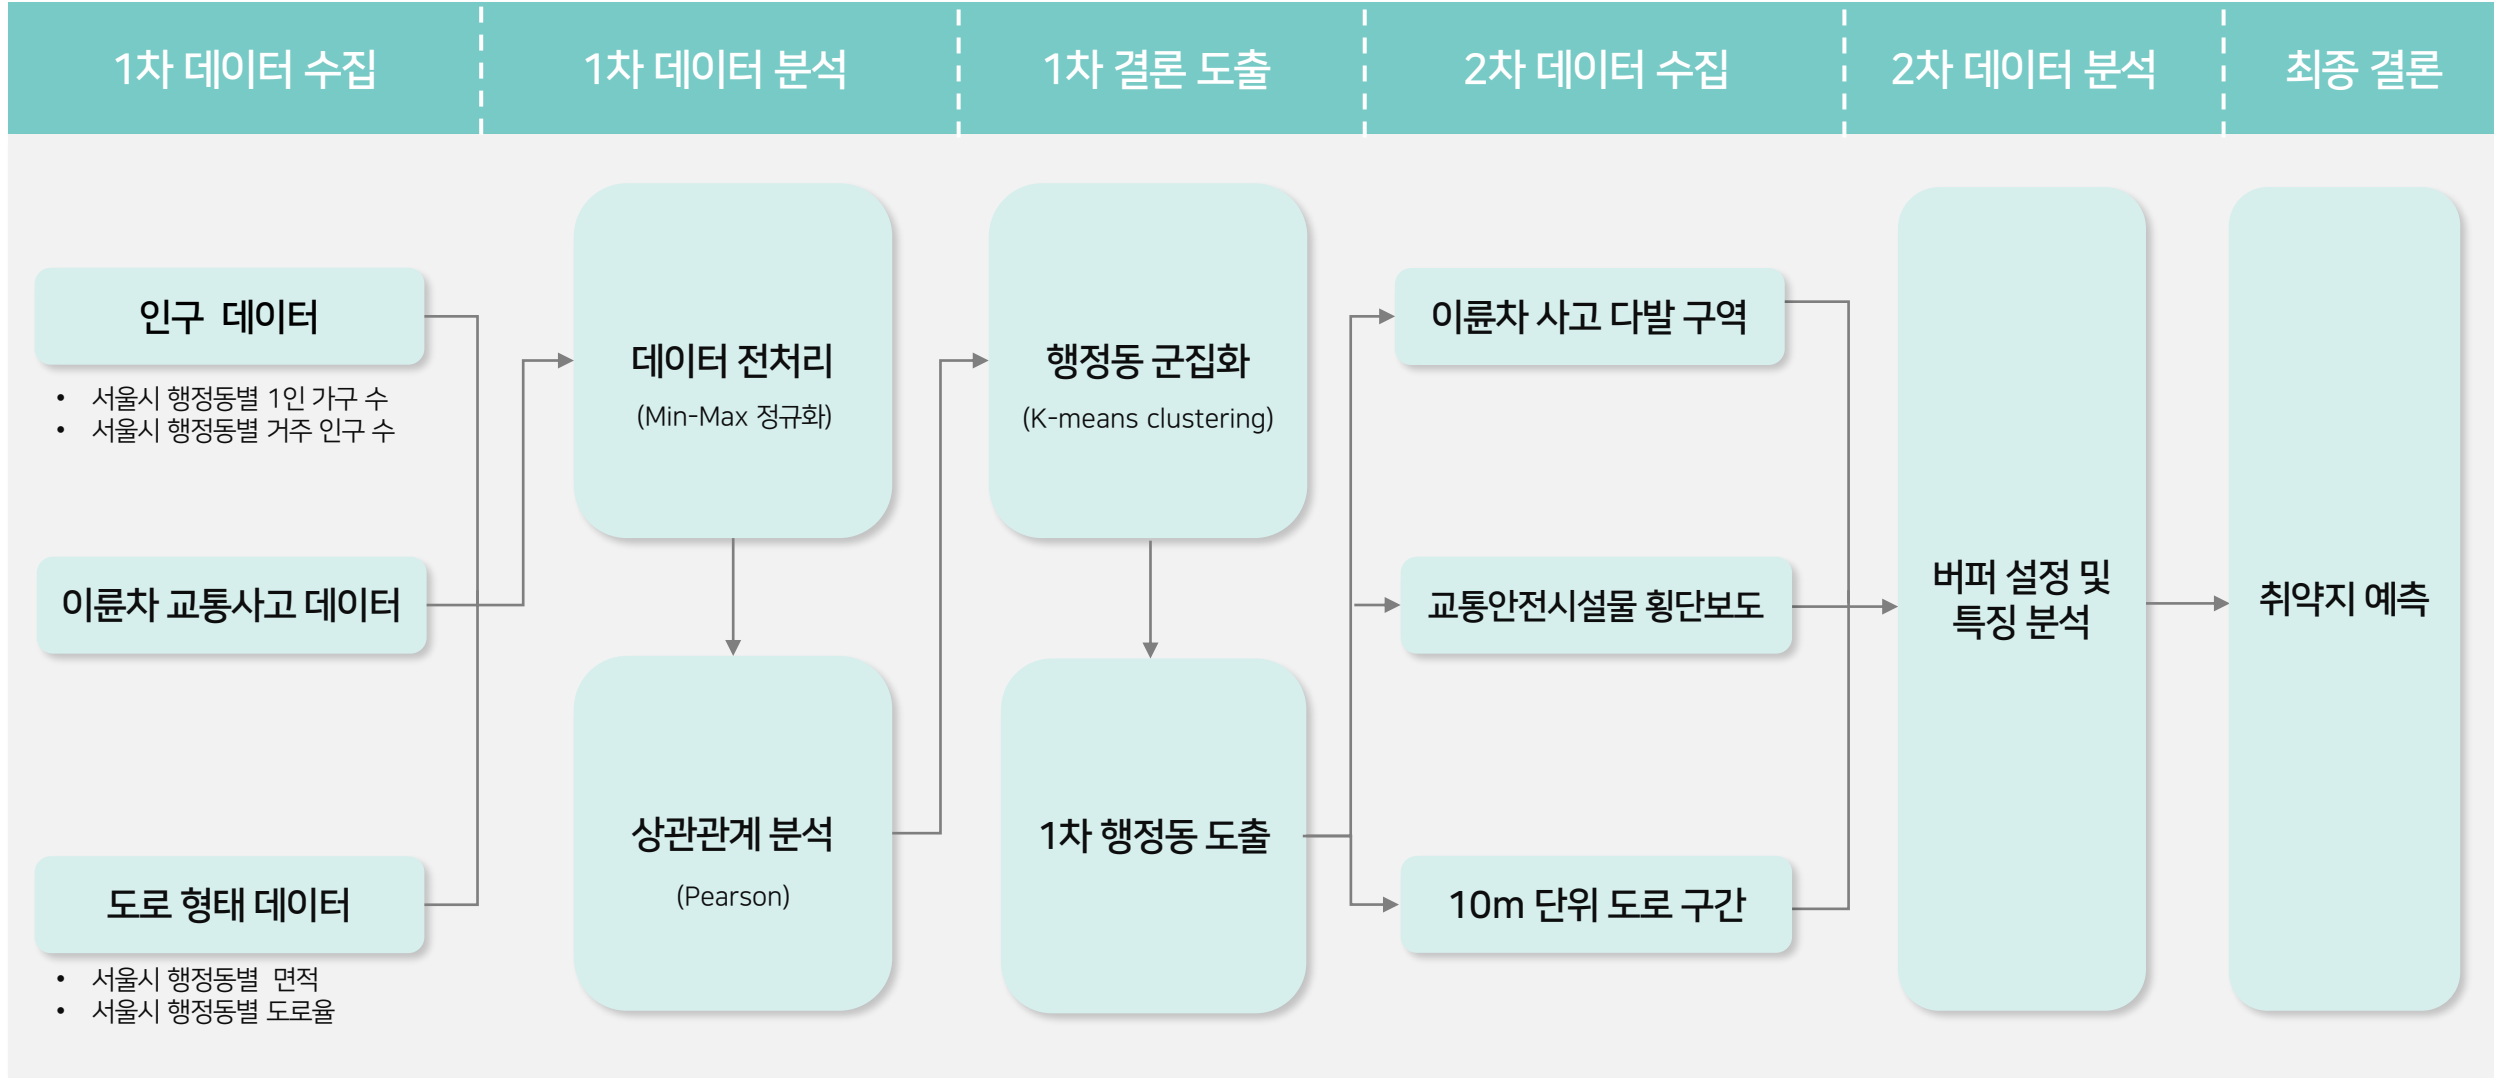 1차 데이터 수집
1차 데이터 분석
1차 결론 도출
2차 데이터 수집
2차 데이터 분석
최종 결론
인구 데이터
• 서울시 행정동별 1인 가구 수
• 서울시 행정동별 거주 인구 수
이륜차 교통사고 데이터
도로 형태 데이터
• 서울시 행정동별 면적
• 서울시 행정동별 도로율
데이터 전처리
(Min-Max 정규화)
상관관계 분석
(Pearson)
행정동 군집화
(K-means clustering)
1차 행정동 도출
이륜차 사고 다발 구역
교통안전시설물 횡단보도
10m 단위 도로 구간
버퍼 설정 및
특징 분석
취약지 예측